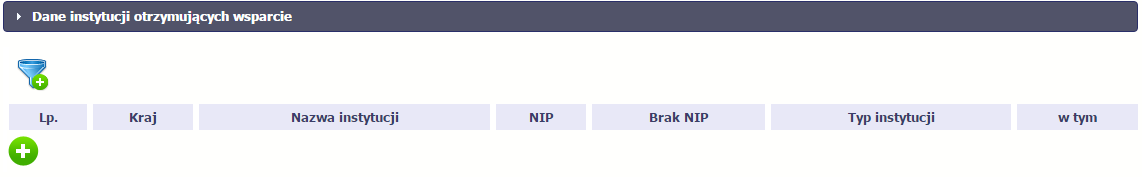 Dane instytucji otrzymujących wsparcie
Lp. Kraj Nazwa instytucji NIP Brak NIP Typ instytucji w tym